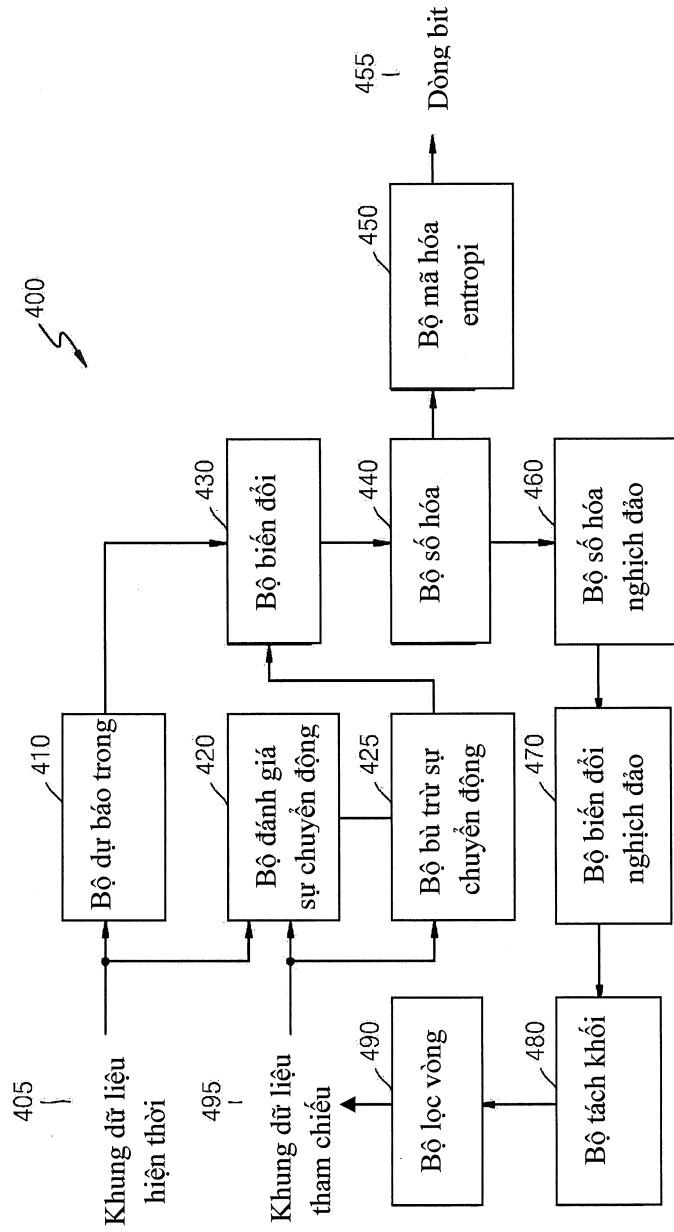 400
405
Khung dữ liệu
hiện thời
410
Bộ dự báo trong
495
Khung dữ liệu
tham chiếu
420
Bộ đánh giá
sự chuyển động
430
Bộ biến đổi
425
Bộ bù trừ sự
chuyển động
440
Bộ số hóa
450
Bộ mã hóa
entropi
455
Dòng bit
490
Bộ lọc vòng
480
Bộ tách khối
470
Bộ biến đổi
nghịch đảo
460
Bộ số hóa
nghịch đảo